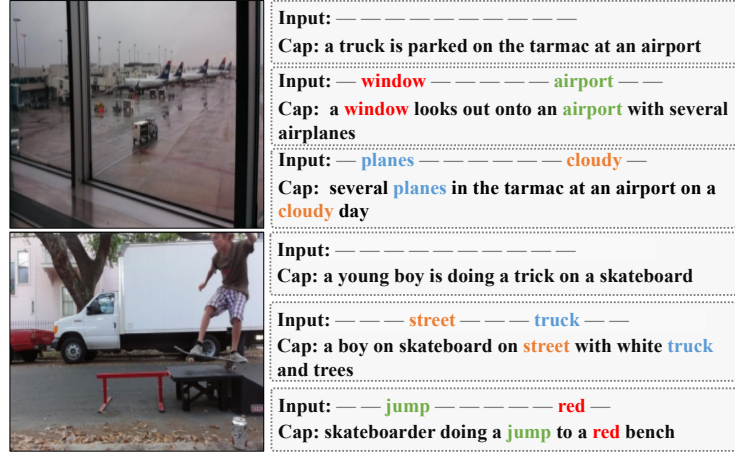 Input: — — — — — — — — — —
Cap: a truck is parked on the tarmac at an airport
Input: — window — — — — — airport — —
Cap: a window looks out onto an airport with several
airplanes
Input: — planes — — — — — — cloudy —
Cap: several planes in the tarmac at an airport on a
cloudy day
Input: — — — — — — — — — —
Cap: a young boy is doing a trick on a skateboard
Input: — — — street — — — truck — —
Cap: a boy on skateboard on street with white truck
and trees
Input: — — jump — — — — — red —
Cap: skateboarder doing a jump to a red bench